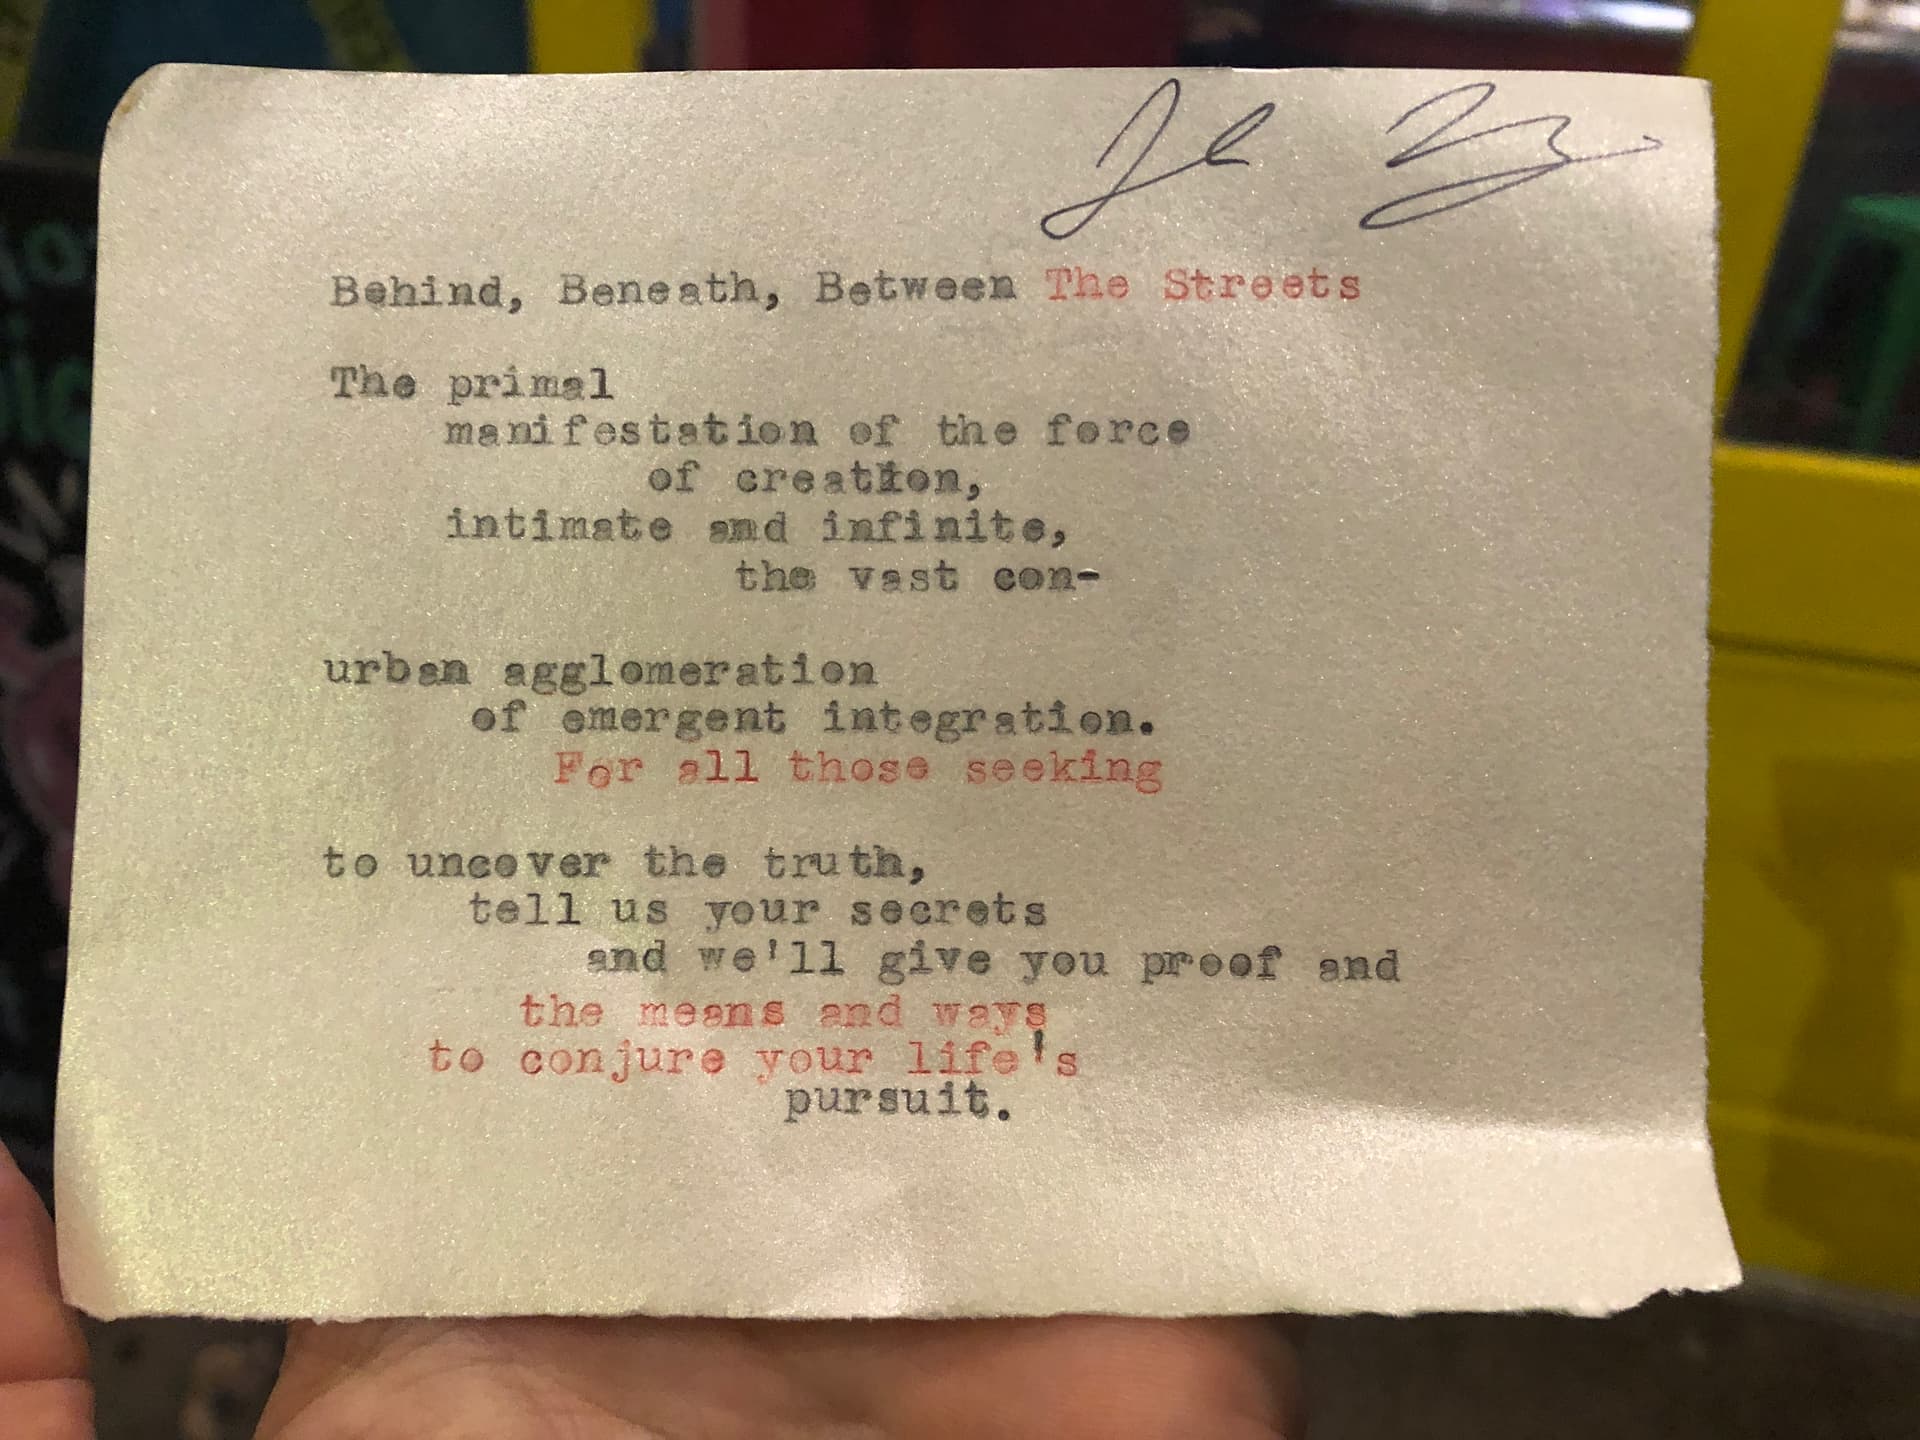 Behind, Beneath, Between The Streets
The primal
manifestation of the force
of creation,
intimate and infinite,
the vast con-
urban agglomeration
of emergent integration.
For all those seeking
to uncover the truth,
tell us your secrets
and we'll give you proof and
the means and ways
to conjure your life's
pursuit.